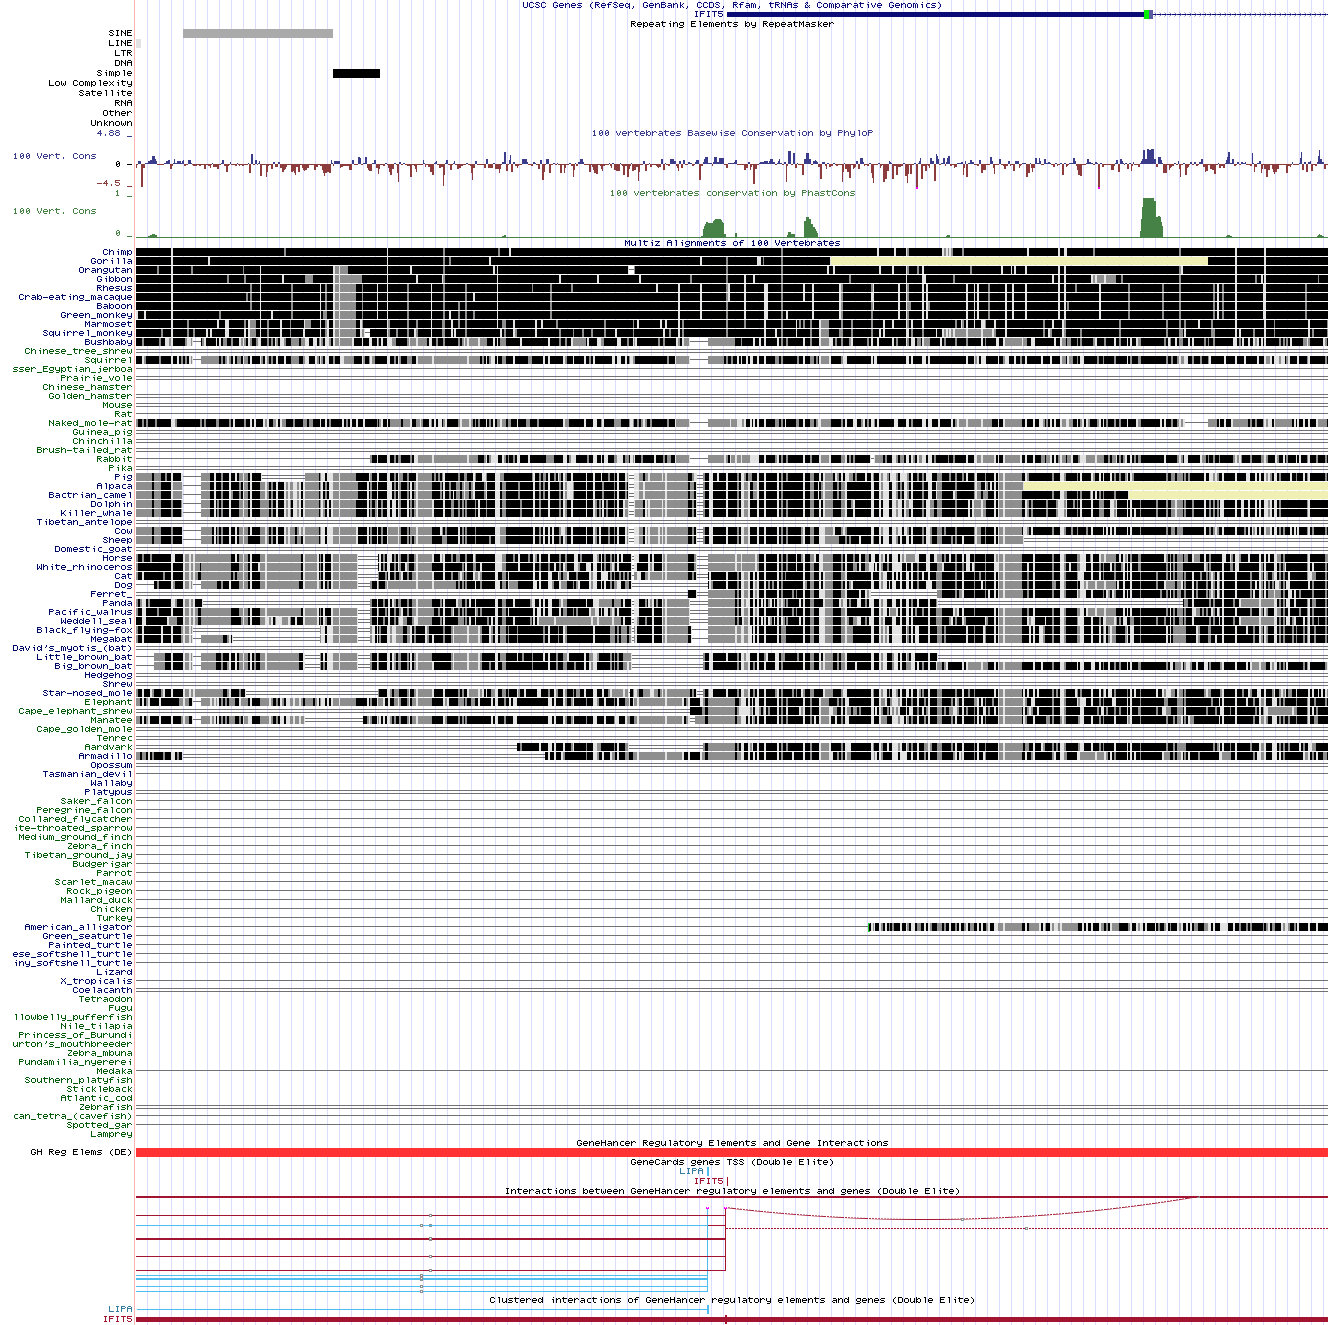 UCSC Genes (RefSeq, GenBank, CCDS, Rfam, tRNAs & Comparative Genomics)
IFIT5
Repeating Elements by RepeatMasker
SINE
LINE
LTR
DNA
Simple
Low Complexity
Satellite
RNA
Other
Unknown
4.88 _
100 vertebrates Basewise Conservation by PhyloP
100 Vert. Cons
0 -
-4.5 _
1 _
100 vertebrates conservation by PhastCons
100 Vert. Cons
0 _
Multiz Alignments of 100 Vertebrates
Chimp
Gorilla
Orangutan
Gibbon
Rhesus
Crab-eating_macaque
Baboon
Green_monkey
Marmoset
Squirrel_monkey
Bushbaby
Chinese_tree_shrew
Squirrel
sser_Egyptian_jerboa
Prairie_vole
Chinese_hamster
Golden_hamster
Mouse
Rat
Naked_mole-rat
Guinea_pig
Chinchilla
Brush-tailed_rat
Rabbit
Pika
Pig
Alpaca
Bactrian_camel
Dolphin
Killer_whale
Tibetan_antelope
Cow
Sheep
Domestic_goat
Horse
White_rhinoceros
Cat
Dog
Ferret_
Panda
Pacific_walrus
Weddell_seal
Black_flying-fox
Megabat
David's_myotis_(bat)
Little_brown_bat
Big_brown_bat
Hedgehog
Shrew
Star-nosed_mole
Elephant
Cape_elephant_shrew
Manatee
Cape_golden_mole
Tenrec
Aardvark
Armadillo
Opossum
Tasmanian_devil
Wallaby
Platypus
Saker_falcon
Peregrine_falcon
Collared_flycatcher
ite-throated_sparrow
Medium_ground_finch
Zebra_finch
Tibetan_ground_jay
Budgerigar
Parrot
Scarlet_macaw
Rock_pigeon
Mallard_duck
Chicken
Turkey
American_alligator
Green_seaturtle
Painted_turtle
ese_softshell_turtle
iny_softshell_turtle
Lizard
X_tropicalis
Coelacanth
Tetraodon
Fugu
llowbelly_pufferfish
Nile_tilapia
Princess_of_Burundi
urton's_mouthbreeder
Zebra_mbuna
Pundamilia_nyererei
Medaka
Southern_platyfish
Stickleback
Atlantic_cod
Zebrafish
can_tetra_(cavefish)
Spotted_gar
Lamprey
GeneHancer Regulatory Elements and Gene Interactions
GH Reg Elems (DE)
GeneCards genes TSS (Double Elite)
LIPA
IFIT5
Interactions between GeneHancer regulatory elements and genes (Double Elite)
Clustered interactions of GeneHancer regulatory elements and genes (Double Elite)
LIPA
IFIT5